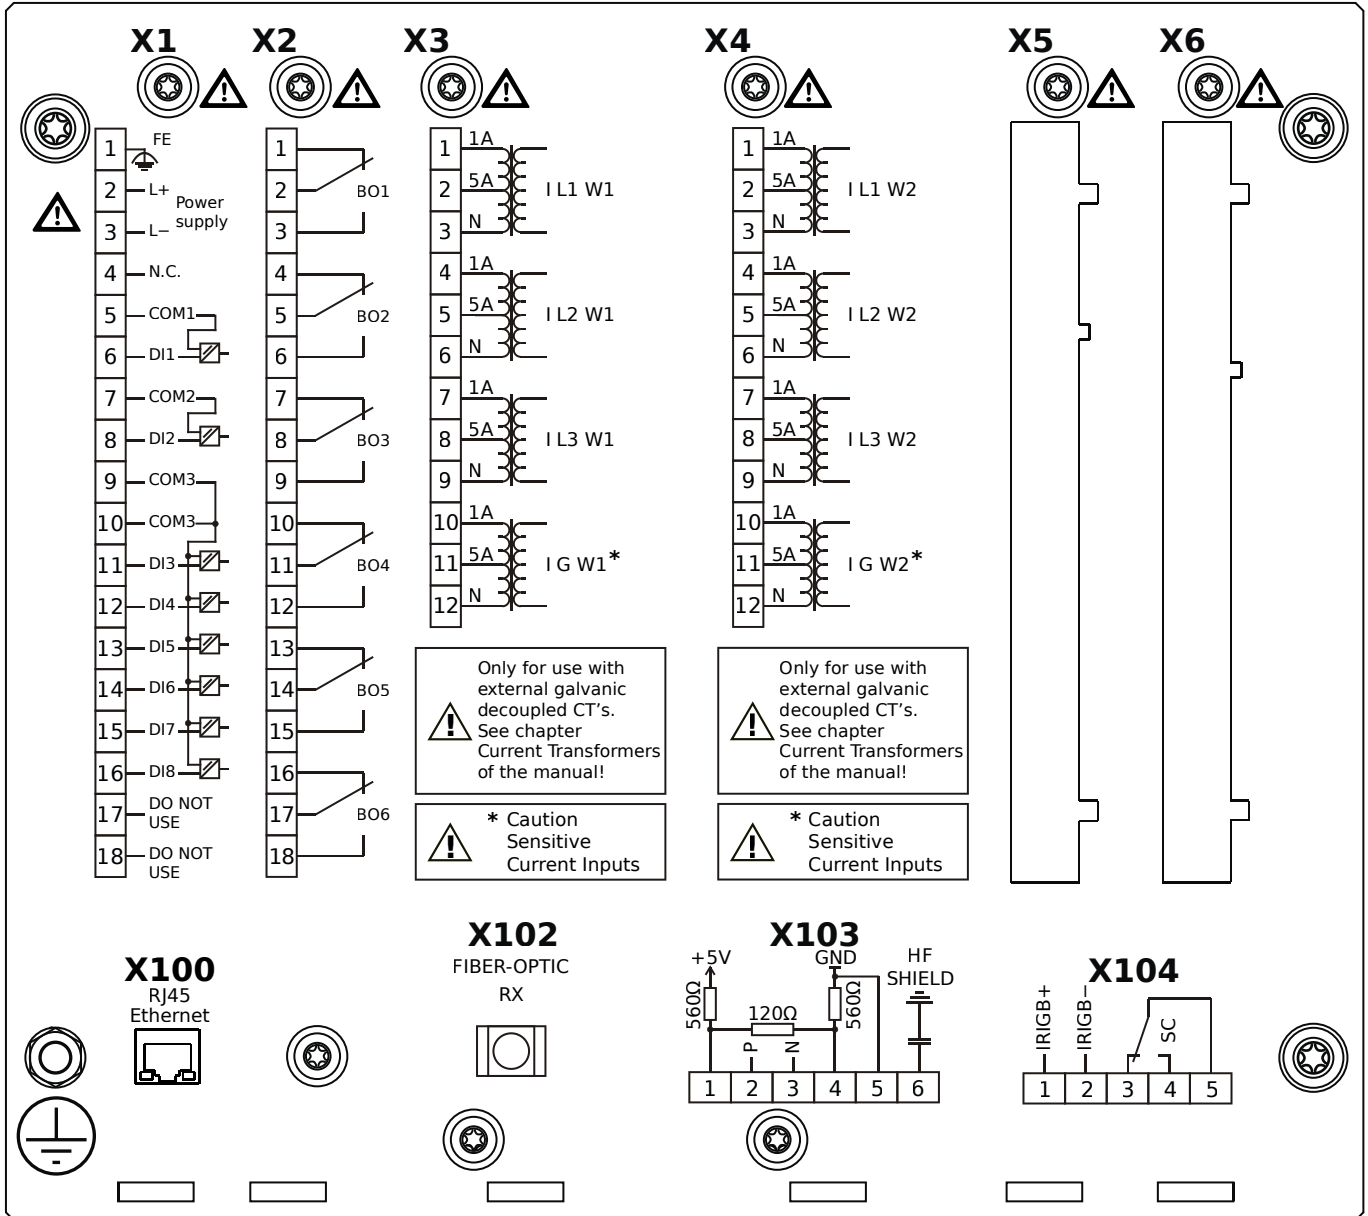 X1 X2 X3 X4 X5 X6
1 FE
2 L+
Power
supply
3 L−
4 N.C.
5 COM1
6 DI1
7 COM2
8 DI2
9 COM3
10 COM3
11 DI3
12 DI4
13 DI5
14 DI6
15 DI7
16 DI8
17 DO NOT
USE
18 DO NOT
USE
1
2 BO1
3
4
5 BO2
6
7
8 BO3
9
10
11 BO4
12
13
14 BO5
15
16
17 BO6
18
1 1A
2 5A I L1 W1
3 N
4 1A
5 5A I L2 W1
6 N
7 1A
8 5A I L3 W1
9 N
10 1A
11 5A I G W1*
12 N
Only for use with
external galvanic
decoupled CT's.
See chapter
Current Transformers
of the manual!
* Caution
Sensitive
Current Inputs
1 1A
2 5A I L1 W2
3 N
4 1A
5 5A I L2 W2
6 N
7 1A
8 5A I L3 W2
9 N
10 1A
11 5A I G W2*
12 N
Only for use with
external galvanic
decoupled CT's.
See chapter
Current Transformers
of the manual!
* Caution
Sensitive
Current Inputs
X100
RJ45
Ethernet
X102
FIBER-OPTIC
RX
X103
+5V GND HF
SHIELD
560Ω 120Ω 560Ω
P N
1 2 3 4 5 6
X104
IRIGB+ IRIGB− SC
1 2 3 4 5